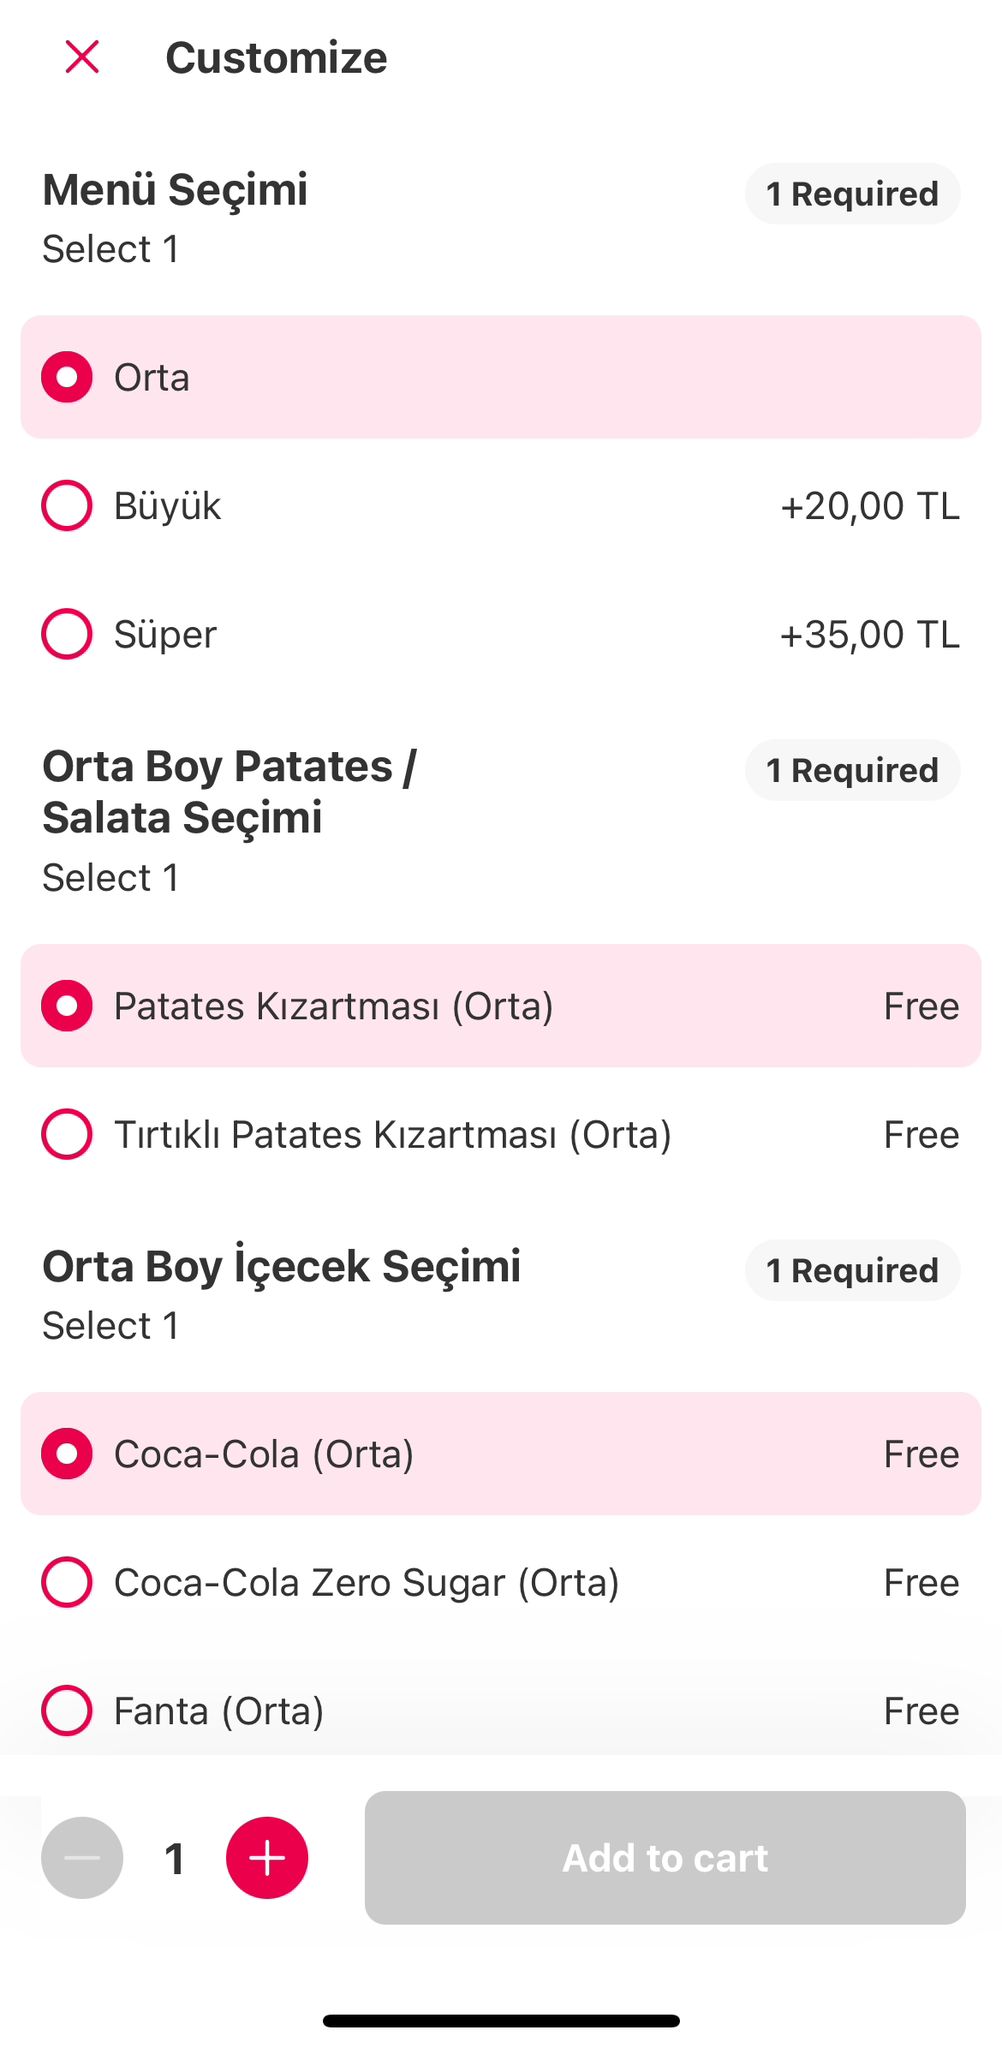 Customize
Menü Seçimi
1 Required
Select 1
Orta
Büyük +20,00 TL
Süper +35,00 TL
Orta Boy Patates /
Salata Seçimi
1 Required
Select 1
Patates Kızartması (Orta) Free
Tırtıklı Patates Kızartması (Orta) Free
Orta Boy İçecek Seçimi
1 Required
Select 1
Coca-Cola (Orta) Free
Coca-Cola Zero Sugar (Orta) Free
Fanta (Orta) Free
1
Add to cart